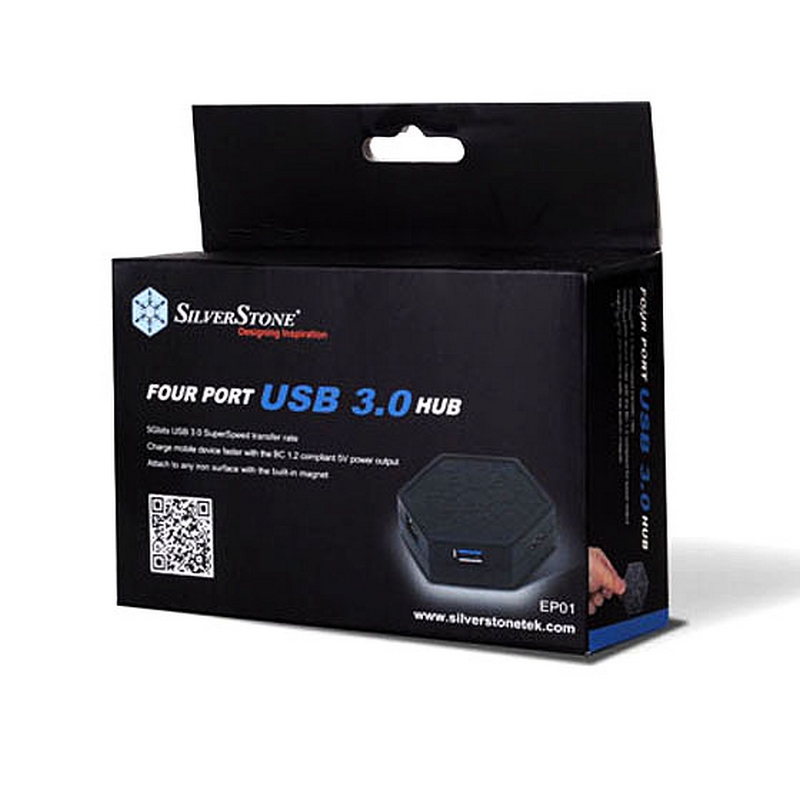 SILVERSTONE®
Designing Inspiration
FOUR PORT USB 3.0 HUB
5Gbits USB 3.0 SuperSpeed transfer rate
Charge mobile device faster with the BC 1.2 compliant 5V power output
Attach to any iron surface with the built-in magnet
EP01
www.silverstonetek.com
FOUR PORT USB 3.0 HUB